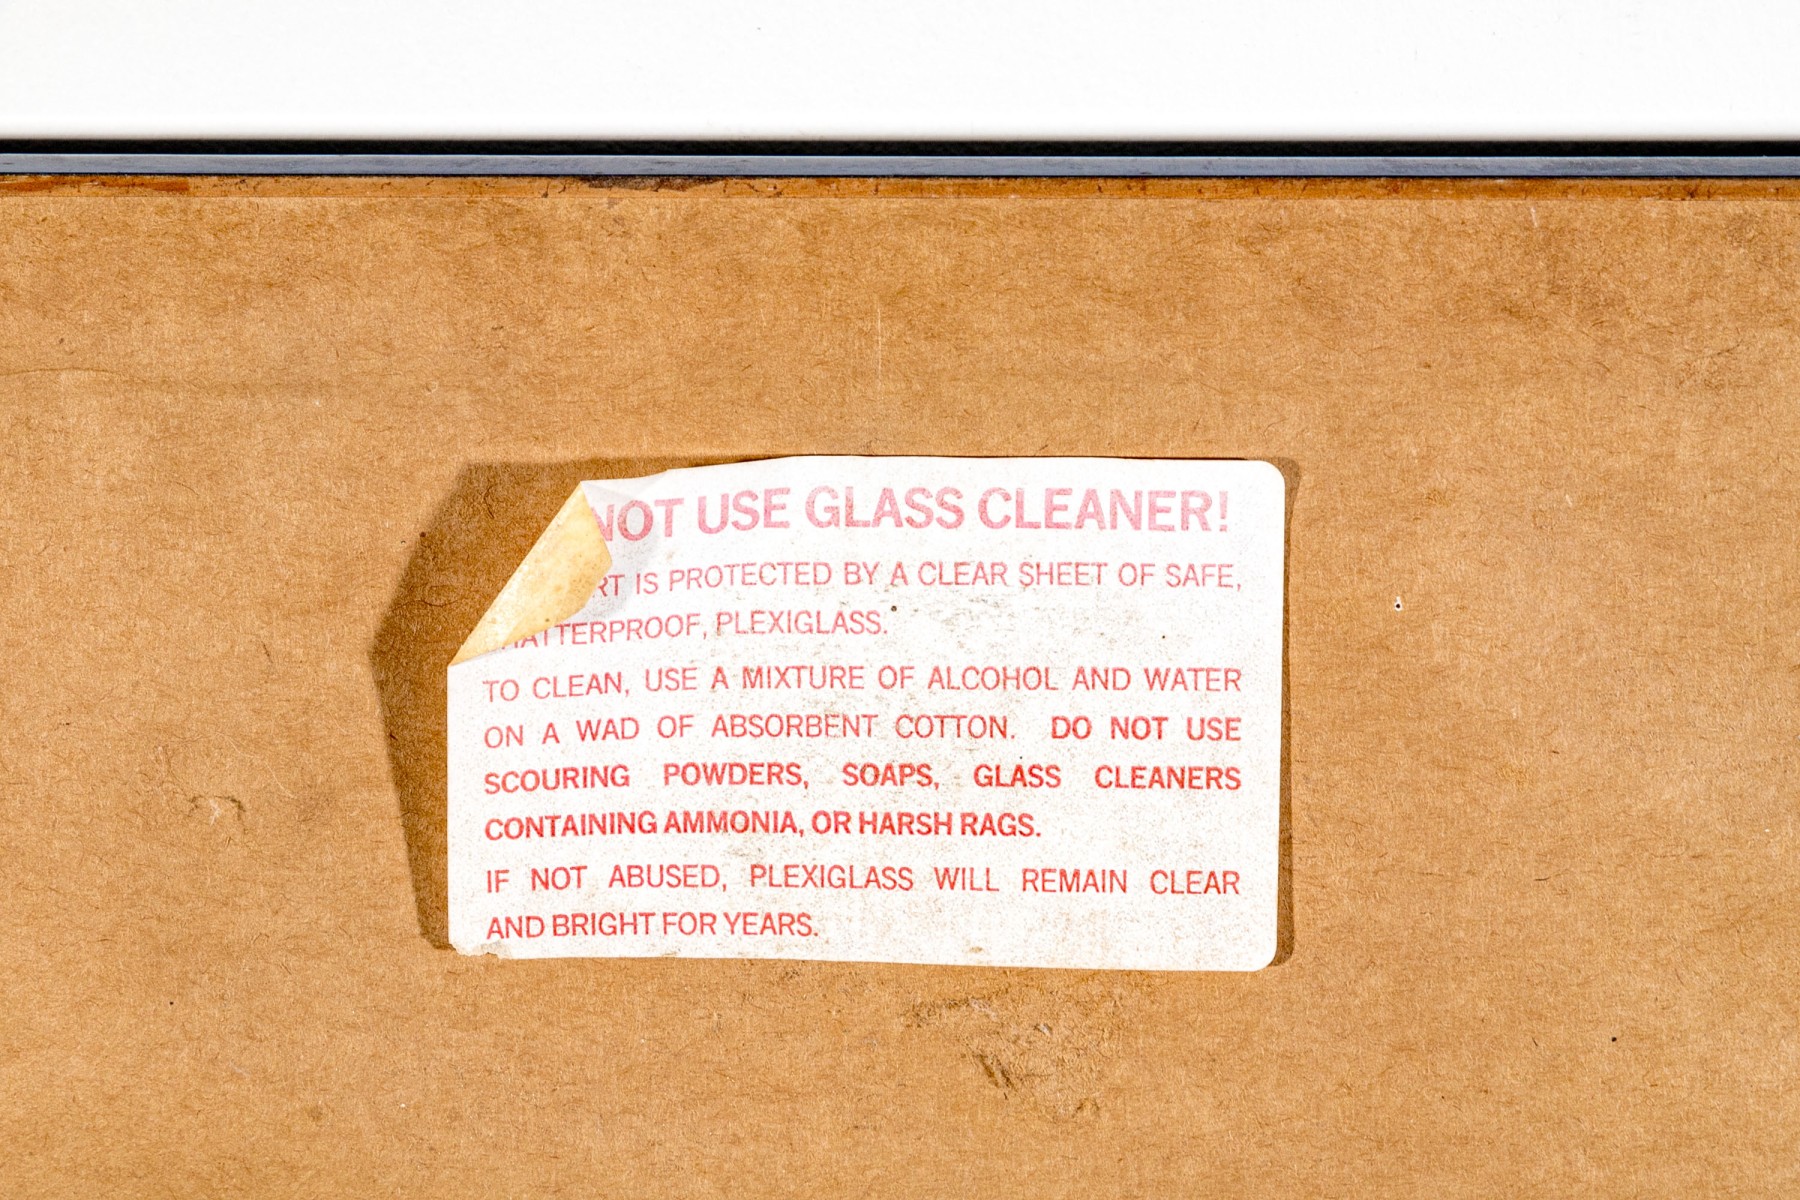 NOT USE GLASS CLEANER!
IS PROTECTED BY A CLEAR SHEET OF SAFE,
PLEXIGLASS.
TO CLEAN, USE A MIXTURE OF ALCOHOL AND WATER
ON A WAD OF ABSORBENT COTTON. DO NOT USE
SCOURING POWDERS, SOAPS, GLASS CLEANERS
CONTAINING AMMONIA, OR HARSH RAGS.
IF NOT ABUSED, PLEXIGLASS WILL REMAIN CLEAR
AND BRIGHT FOR YEARS.